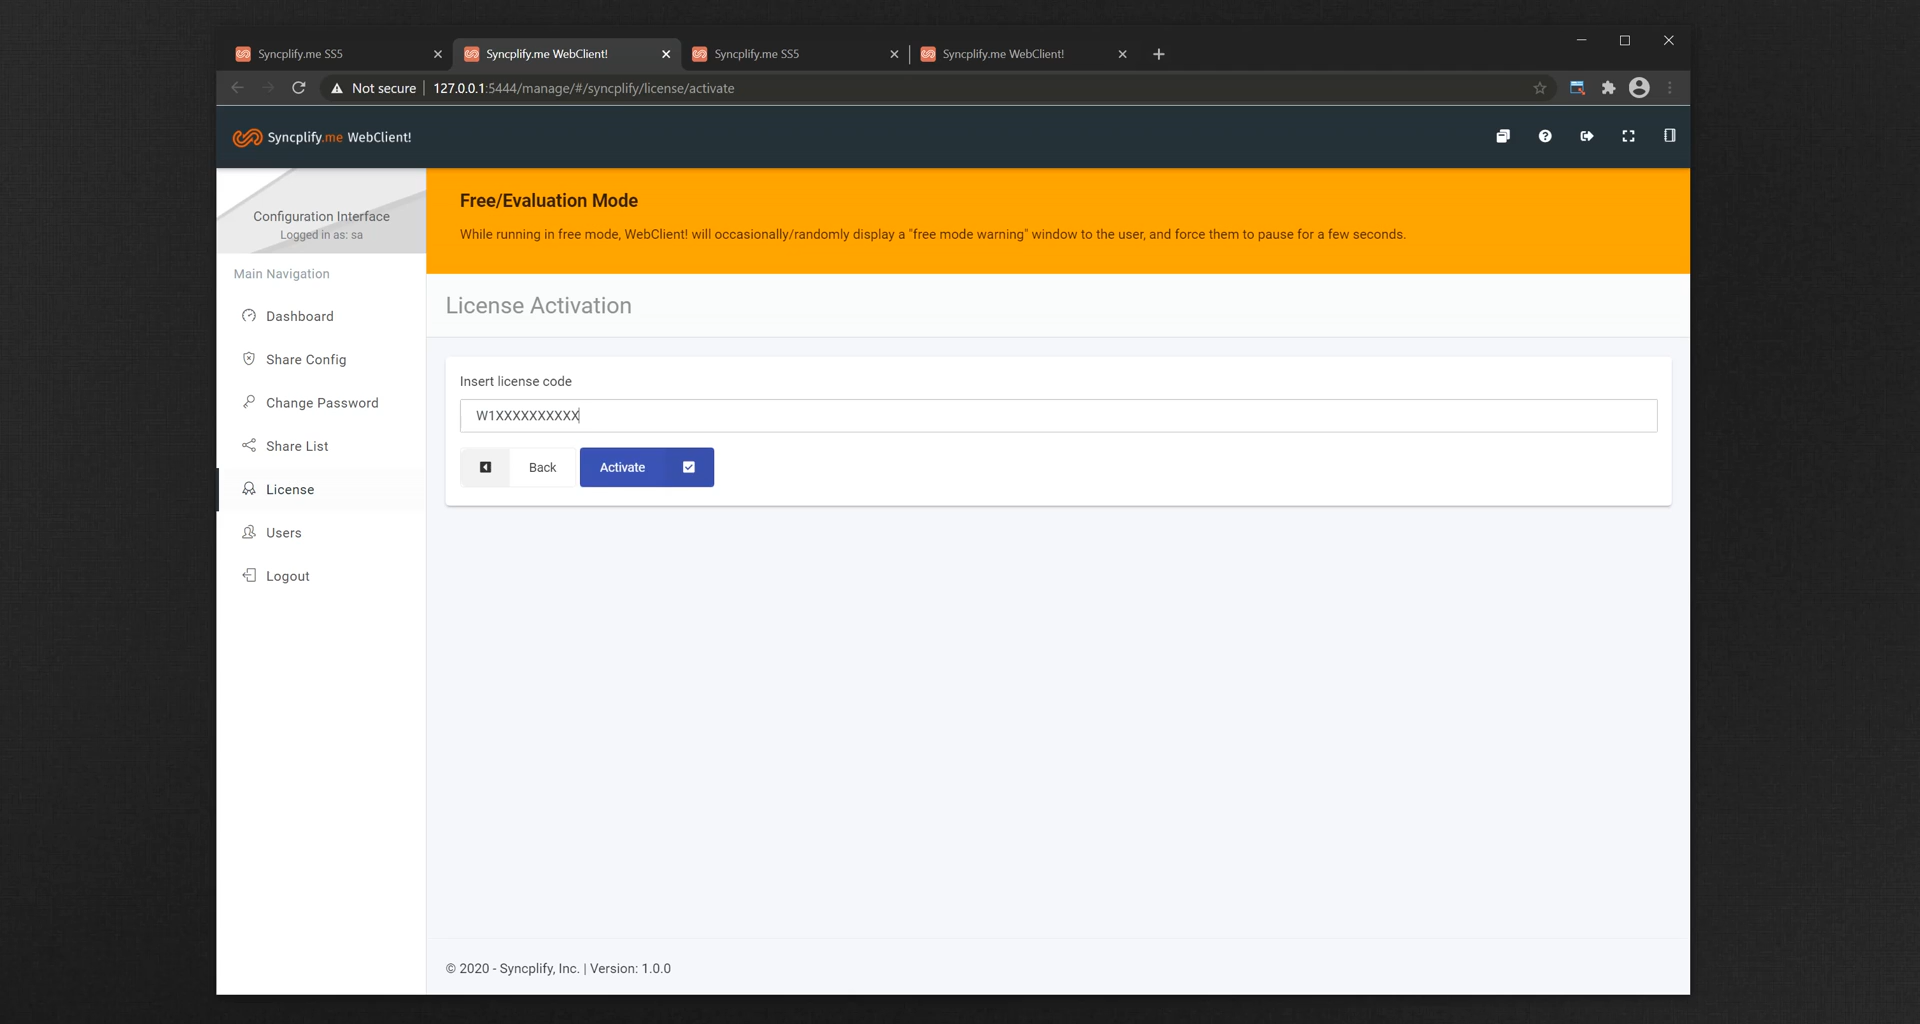 Syncplify.me SS5
Syncplify.me WebClient!
Syncplify.me SS5
Syncplify.me WebClient!
Not secure
127.0.0.1:5444/manage/#/syncplify/license/activate
Syncplify.me WebClient!
Configuration Interface
Logged in as: sa
Main Navigation
Dashboard
Share Config
Change Password
Share List
License
Users
Logout
Free/Evaluation Mode
While running in free mode, WebClient! will occasionally/randomly display a "free mode warning" window to the user, and force them to pause for a few seconds.
License Activation
Insert license code
W1XXXXXXXXXX
Back
Activate
© 2020 - Syncplify, Inc. | Version: 1.0.0